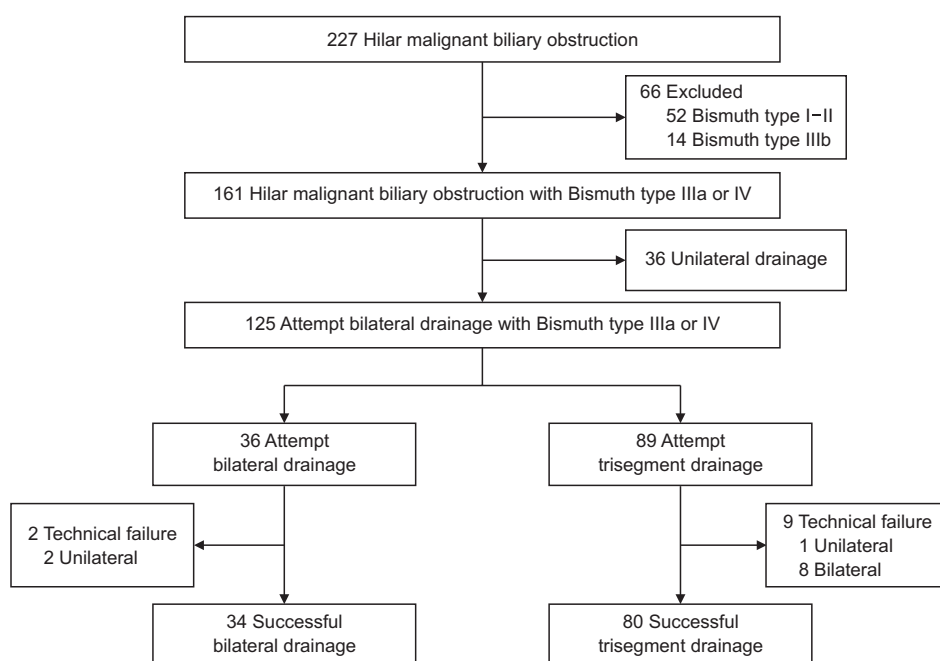 227 Hilar malignant biliary obstruction
66 Excluded
52 Bismuth type I−II
14 Bismuth type IIIb
161 Hilar malignant biliary obstruction with Bismuth type IIIa or IV
36 Unilateral drainage
125 Attempt bilateral drainage with Bismuth type IIIa or IV
36 Attempt
bilateral drainage
89 Attempt
trisegment drainage
2 Technical failure
2 Unilateral
9 Technical failure
1 Unilateral
8 Bilateral
34 Successful
bilateral drainage
80 Successful
trisegment drainage